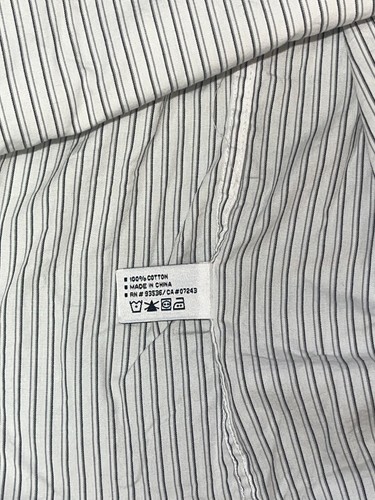 100% COTTON
MADE IN CHINA
RN # 93536/CA #07243